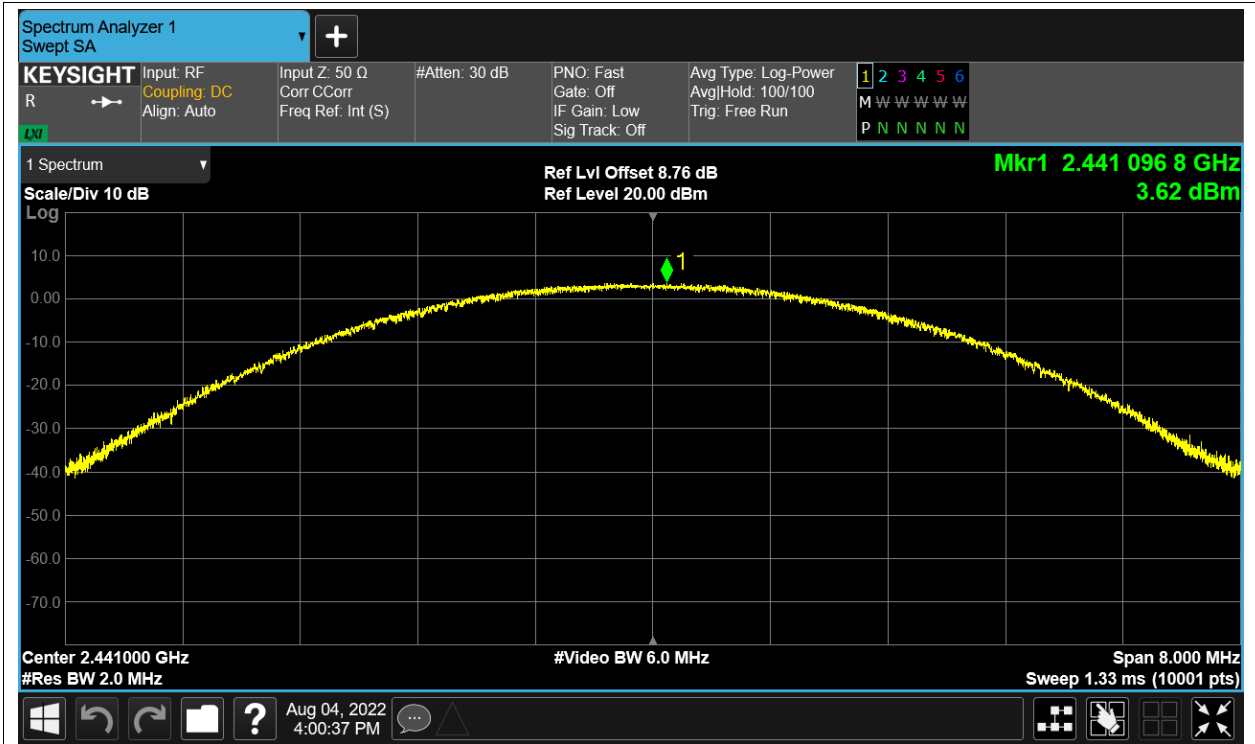 Spectrum Analyzer 1
Swept SA
KEYSIGHT
R
LXI
Input: RF
Coupling: DC
Align: Auto
Input Z: 50 Ω
Corr CCorr
Freq Ref: Int (S)
#Atten: 30 dB
PNO: Fast
Gate: Off
IF Gain: Low
Sig Track: Off
Avg Type: Log-Power
Avg|Hold: 100/100
Trig: Free Run
1 2 3 4 5 6
M W W W W W
P N N N N N
1 Spectrum
Scale/Div 10 dB
Log
Ref Lvl Offset 8.76 dB
Ref Level 20.00 dBm
Mkr1 2.441 096 8 GHz
3.62 dBm
1
10.0
0.00
-10.0
-20.0
-30.0
-40.0
-50.0
-60.0
-70.0
Center 2.441000 GHz
#Video BW 6.0 MHz
Span 8.000 MHz
#Res BW 2.0 MHz
Sweep 1.33 ms (10001 pts)
?
Aug 04, 2022
4:00:37 PM